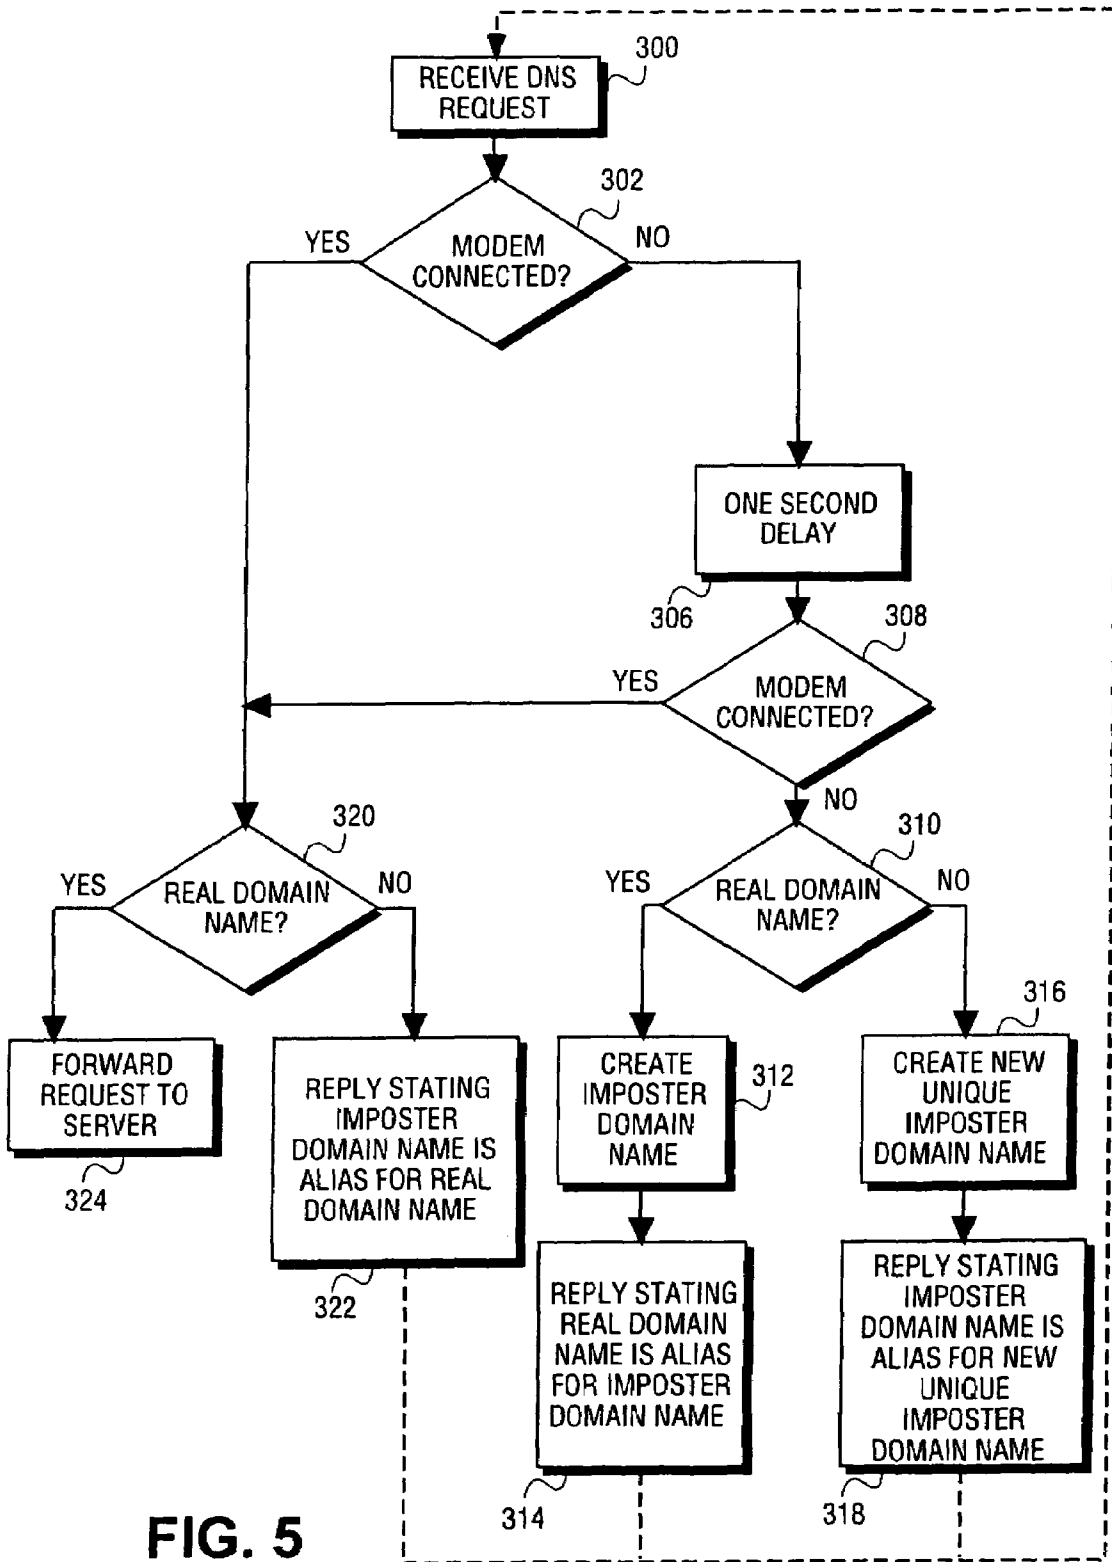 300
RECEIVE DNS
REQUEST
302
YES
MODEM
CONNECTED?
NO
ONE SECOND
DELAY
306
308
YES
MODEM
CONNECTED?
NO
320
YES
REAL DOMAIN
NAME?
NO
310
YES
REAL DOMAIN
NAME?
NO
FORWARD
REQUEST TO
SERVER
324
REPLY STATING
IMPOSTER
DOMAIN NAME IS
ALIAS FOR REAL
DOMAIN NAME
322
CREATE
IMPOSTER
DOMAIN
NAME
312
316
CREATE NEW
UNIQUE
IMPOSTER
DOMAIN NAME
REPLY STATING
REAL DOMAIN
NAME IS ALIAS
FOR IMPOSTER
DOMAIN NAME
314
REPLY STATING
IMPOSTER
DOMAIN NAME IS
ALIAS FOR NEW
UNIQUE
IMPOSTER
DOMAIN NAME
318
FIG. 5